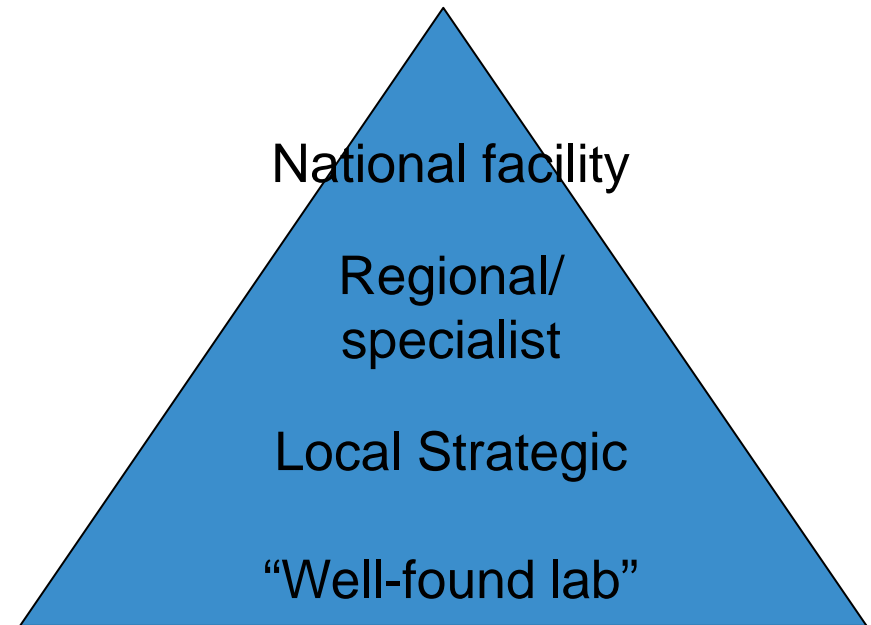 National facility
Regional/
specialist
Local Strategic
“Well-found lab”